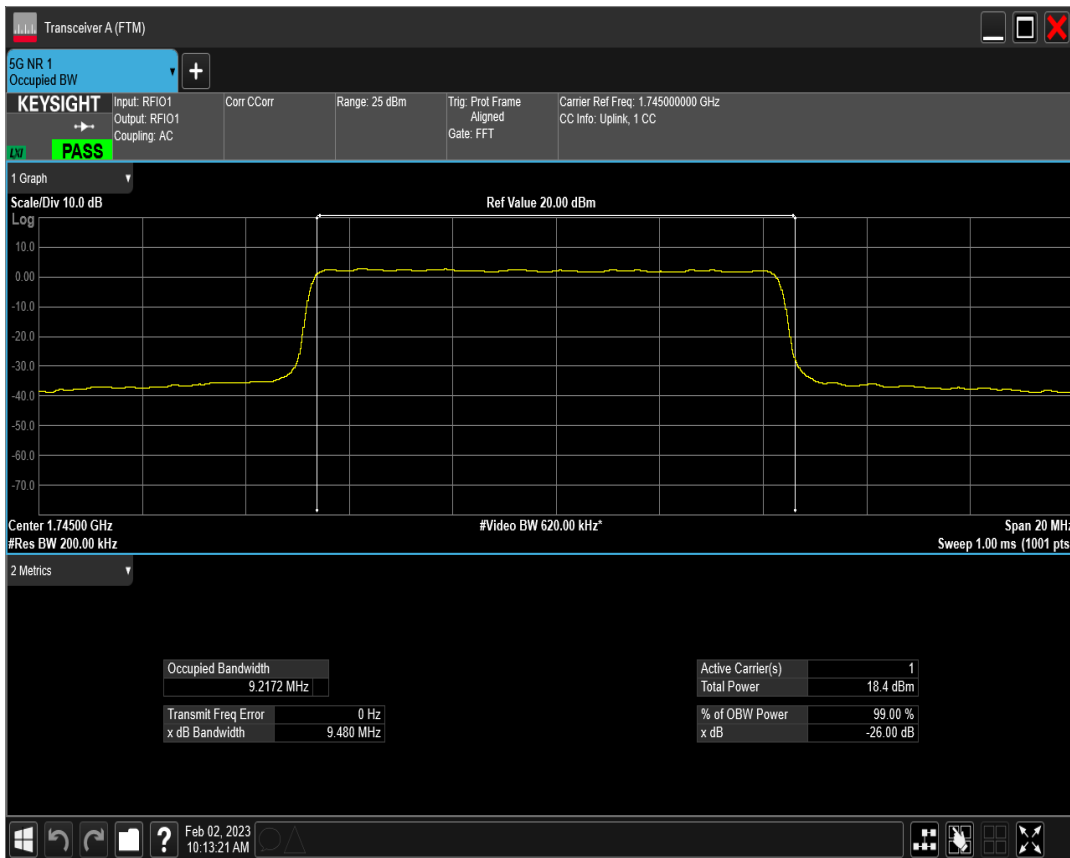 Transceiver A (FTM)
5G NR 1
Occupied BW
KEYSIGHT
LXI
PASS
Input: RFIO1
Output: RFIO1
Coupling: AC
Corr CCorr
Range: 25 dBm
Trig: Prot Frame
Aligned
Gate: FFT
Carrier Ref Freq: 1.745000000 GHz
CC Info: Uplink, 1 CC
1 Graph
Scale/Div 10.0 dB
Ref Value 20.00 dBm
Log
10.0
0.00
-10.0
-20.0
-30.0
-40.0
-50.0
-60.0
-70.0
Center 1.74500 GHz
#Video BW 620.00 kHz*
Span 20 MHz
#Res BW 200.00 kHz
Sweep 1.00 ms (1001 pts
2 Metrics
Occupied Bandwidth
9.2172 MHz
Transmit Freq Error 0 Hz
x dB Bandwidth 9.480 MHz
Active Carrier(s) 1
Total Power 18.4 dBm
% of OBW Power 99.00 %
x dB -26.00 dB
?
Feb 02, 2023
10:13:21 AM